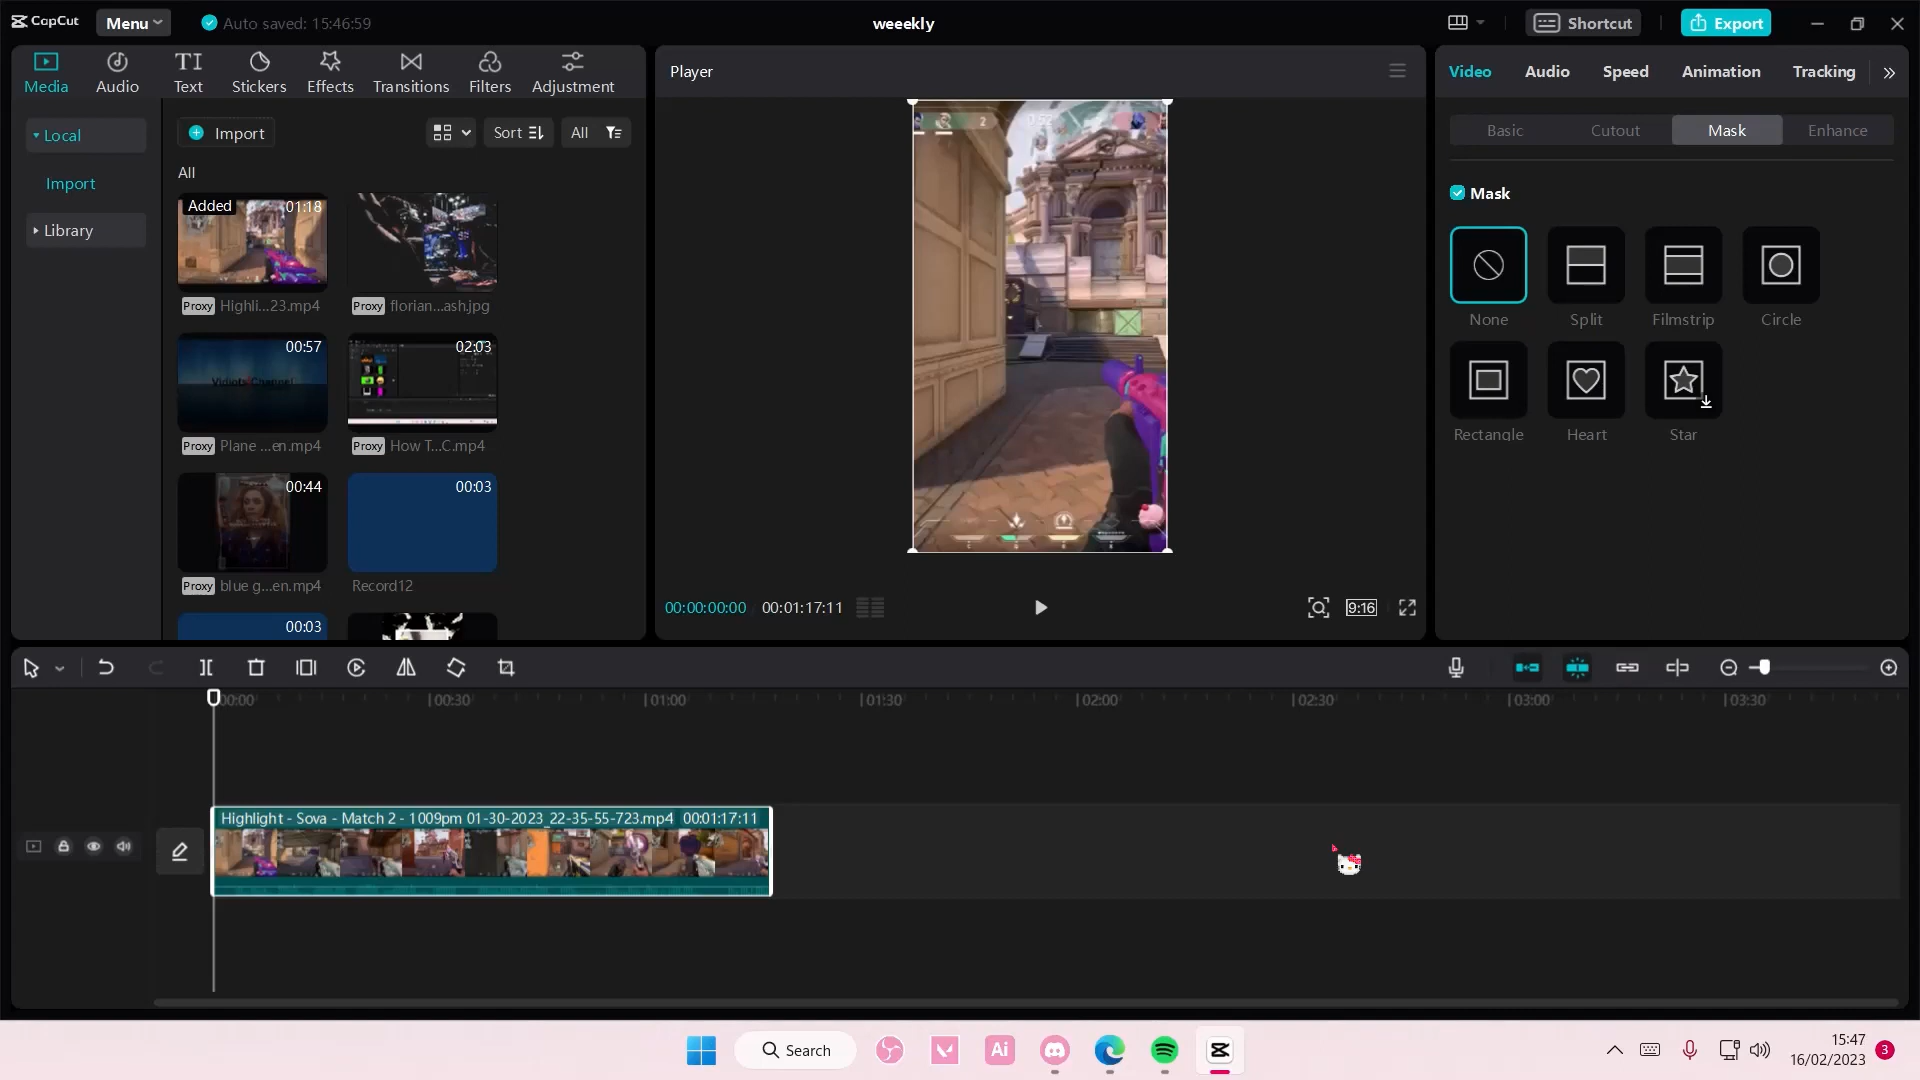 CapCut
Menu
Auto saved: 15:46:59
weeekly
Shortcut
Export
Media
Audio
Text
Stickers
Effects
Transitions
Filters
Adjustment
Local
Import
Library
Import
Sort
All
All
Added
01:18
Proxy Highli...23.mp4
Proxy florian...ash.jpg
00:57
Proxy Plane ...en.mp4
02:03
Proxy How T...C.mp4
00:44
Proxy blue g...en.mp4
00:03
Record12
00:03
Player
2
0:52
00:00:00:00
00:01:17:11
9:16
Video
Audio
Speed
Animation
Tracking
Basic
Cutout
Mask
Enhance
Mask
None
Split
Filmstrip
Circle
Rectangle
Heart
Star
00:00
00:30
01:00
01:30
02:00
02:30
03:00
03:30
Highlight - Sova - Match 2 - 1009pm 01-30-2023_22-35-55-723.mp4 00:01:17:11
Search
Ai
15:47
16/02/2023
3